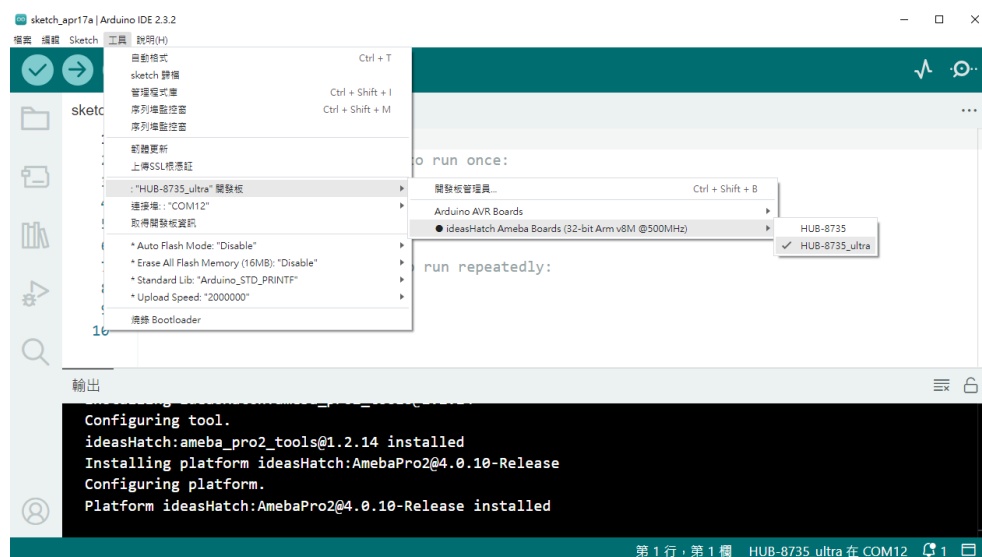 sketch_apr17a | Arduino IDE 2.3.2
檔案 編輯 Sketch 工具 說明(H)
自動格式 Ctrl + T
sketch 歸檔
管理程式庫 Ctrl + Shift + I
序列埠監控窗 Ctrl + Shift + M
序列埠監控窗
韌體更新
上傳SSL根憑証
: "HUB-8735_ultra" 開發板
連接埠: : "COM12"
取得開發板資訊
* Auto Flash Mode: "Disable"
* Erase All Flash Memory (16MB): "Disable"
* Standard Lib: "Arduino_STD_PRINTF"
* Upload Speed: "2000000"
燒錄 Bootloader
開發板管理員... Ctrl + Shift + B
Arduino AVR Boards
● ideasHatch Ameba Boards (32-bit Arm v8M @500MHz)
HUB-8735
✓ HUB-8735_ultra
sketc
o run once:
run repeatedly:
10
輸出
Configuring tool.
ideasHatch:ameba_pro2_tools@1.2.14 installed
Installing platform ideasHatch:AmebaPro2@4.0.10-Release
Configuring platform.
Platform ideasHatch:AmebaPro2@4.0.10-Release installed
第 1 行，第 1 欄 HUB-8735_ultra 在 COM12 1